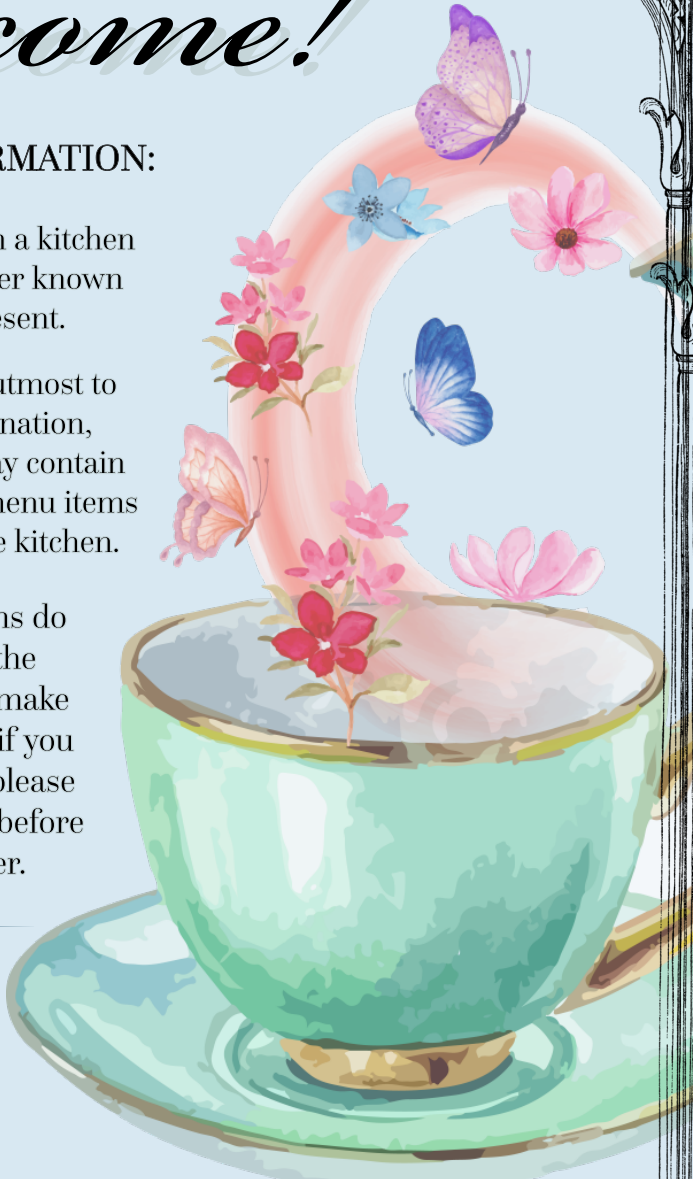 come!
RMATION:
n a kitchen
er known
esent.
utmost to
nation,
ay contain
menu items
e kitchen.
ns do
the
make
if you
please
before
er.